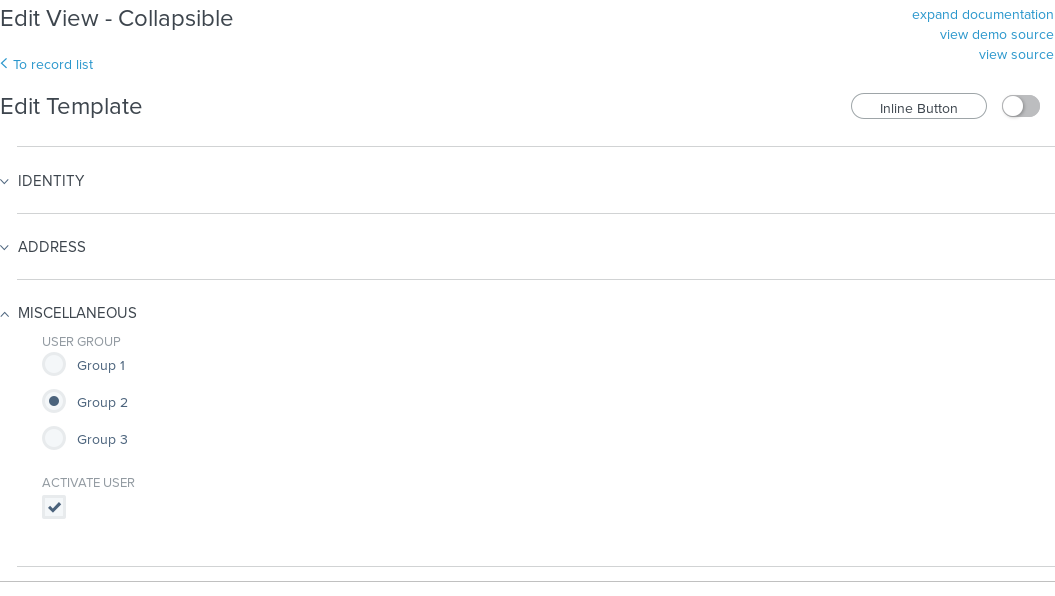 Edit View - Collapsible
expand documentation
view demo source
view source
To record list
Edit Template
Inline Button
IDENTITY
ADDRESS
MISCELLANEOUS
USER GROUP
Group 1
Group 2
Group 3
ACTIVATE USER